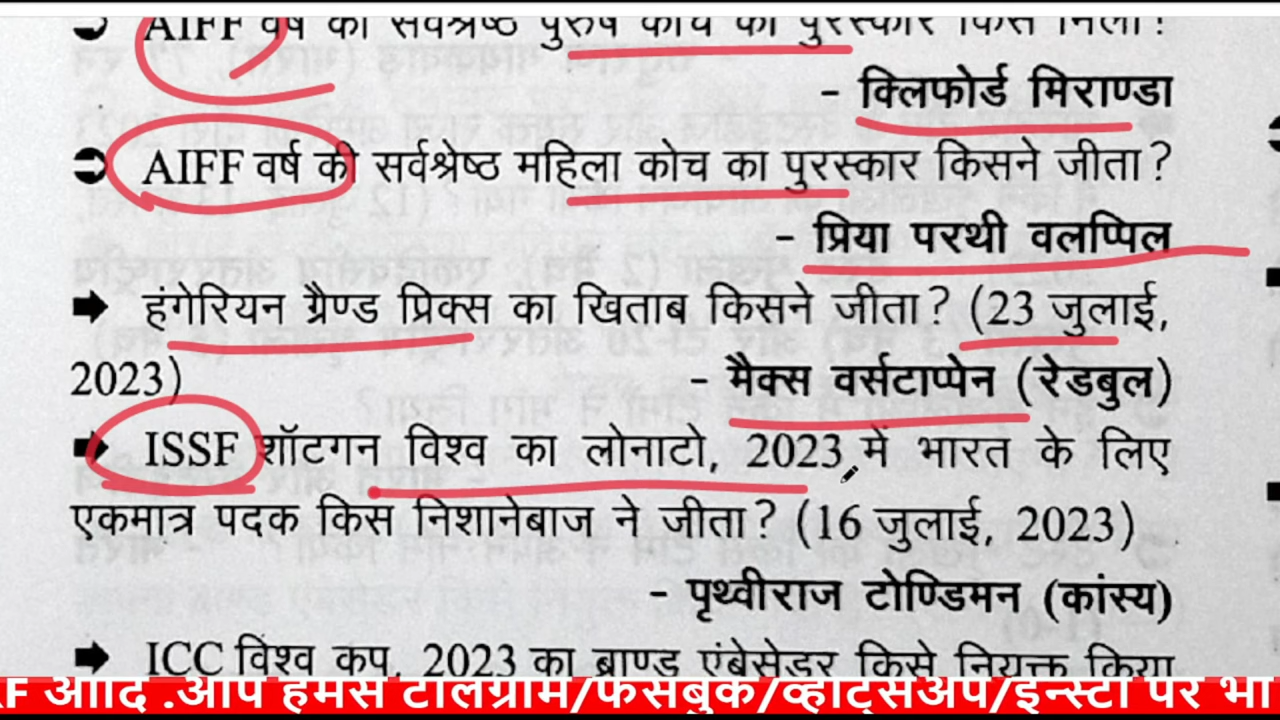 AIFF वर्ष का सर्वश्रेष्ठ पुरुष कोच का पुरस्कार किसे मिला?
- क्लिफोर्ड मिराण्डा
AIFF वर्ष की सर्वश्रेष्ठ महिला कोच का पुरस्कार किसने जीता?
- प्रिया परथी वलप्पिल
हंगेरियन ग्रैण्ड प्रिक्स का खिताब किसने जीता? (23 जुलाई,
2023) - मैक्स वर्सटाप्पेन (रेडबुल)
ISSF शॉटगन विश्व का लोनाटो, 2023 में भारत के लिए
एकमात्र पदक किस निशानेबाज ने जीता? (16 जुलाई, 2023)
- पृथ्वीराज टोण्डिमन (कांस्य)
ICC विश्व कप, 2023 का ब्राण्ड एंबेसेडर किसे नियुक्त किया
आदि .आप हमसे टेलिग्राम/फेसबुक/व्हाट्सअप/इन्स्टा पर भी